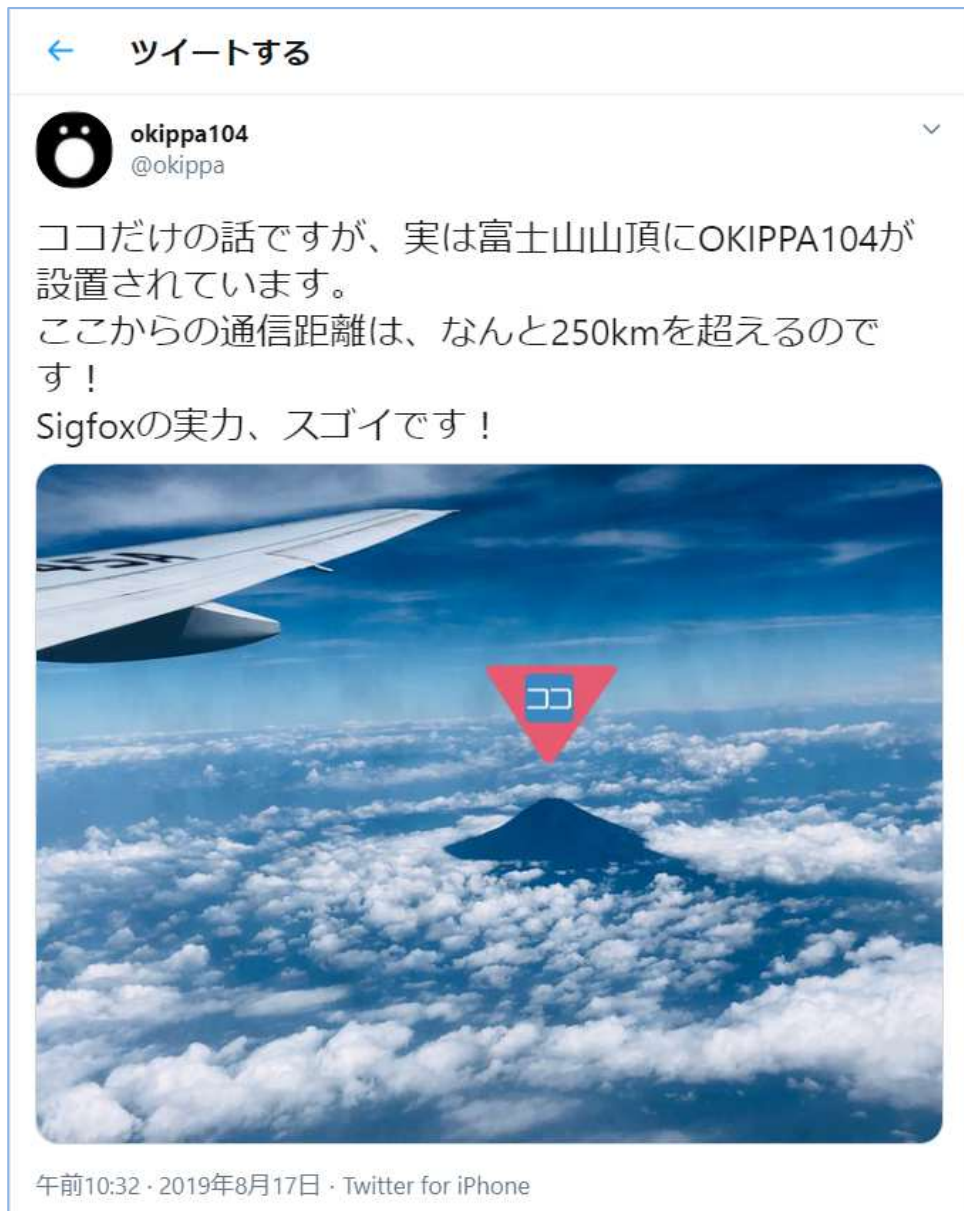 ツイートする
okippa104
@okippa
ココだけの話ですが、実は富士山山頂にOKIPPA104が
設置されています。
ここからの通信距離は、なんと250kmを超えるので
す！
Sigfoxの実力、スゴイです！
ココ
午前10:32 · 2019年8月17日 · Twitter for iPhone